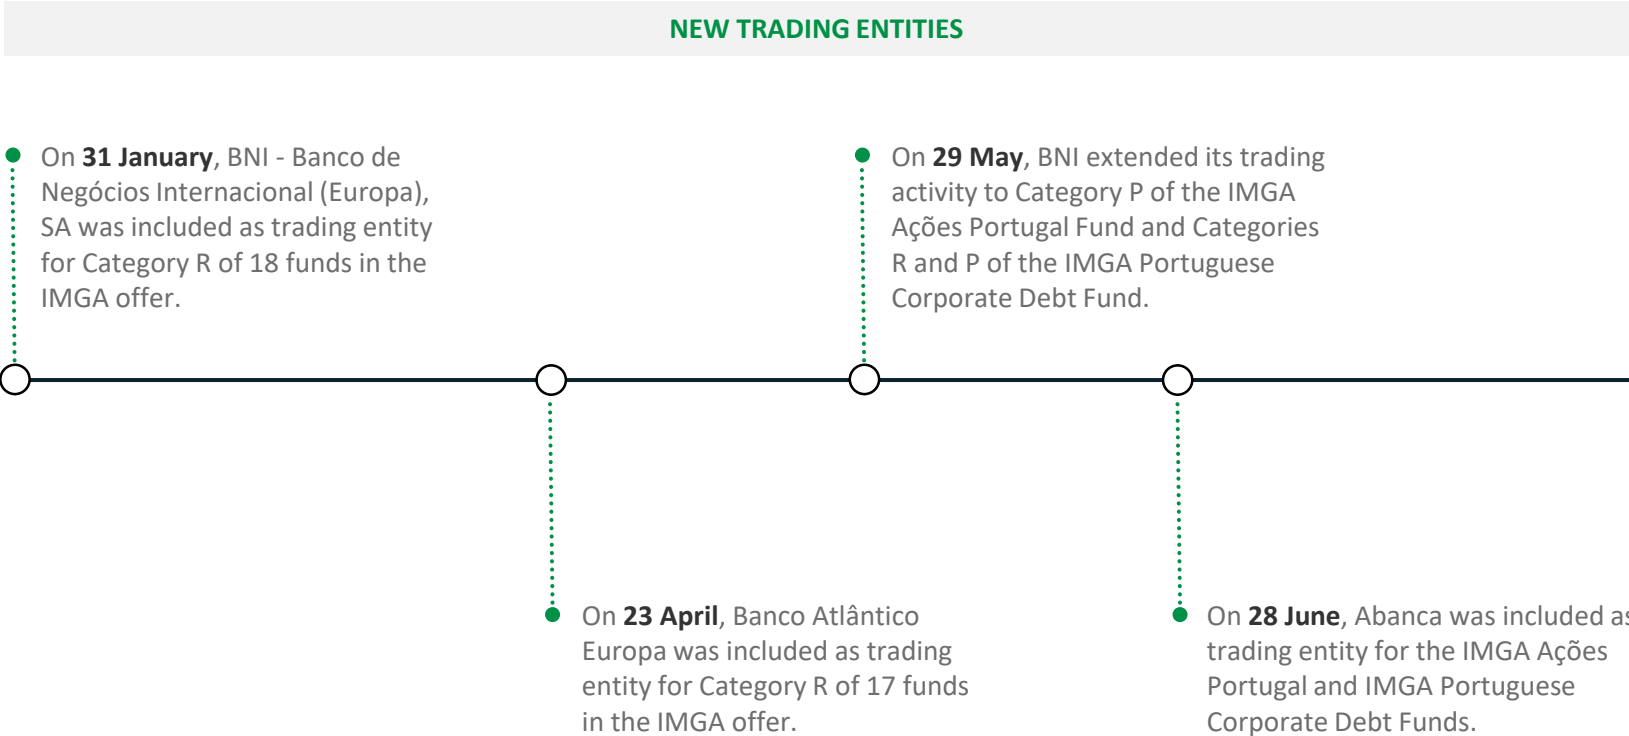 NEW TRADING ENTITIES
On 31 January, BNI - Banco de
Negócios Internacional (Europa),
SA was included as trading entity
for Category R of 18 funds in the
IMGA offer.
On 29 May, BNI extended its trading
activity to Category P of the IMGA
Ações Portugal Fund and Categories
R and P of the IMGA Portuguese
Corporate Debt Fund.
On 23 April, Banco Atlântico
Europa was included as trading
entity for Category R of 17 funds
in the IMGA offer.
On 28 June, Abanca was included as
trading entity for the IMGA Ações
Portugal and IMGA Portuguese
Corporate Debt Funds.